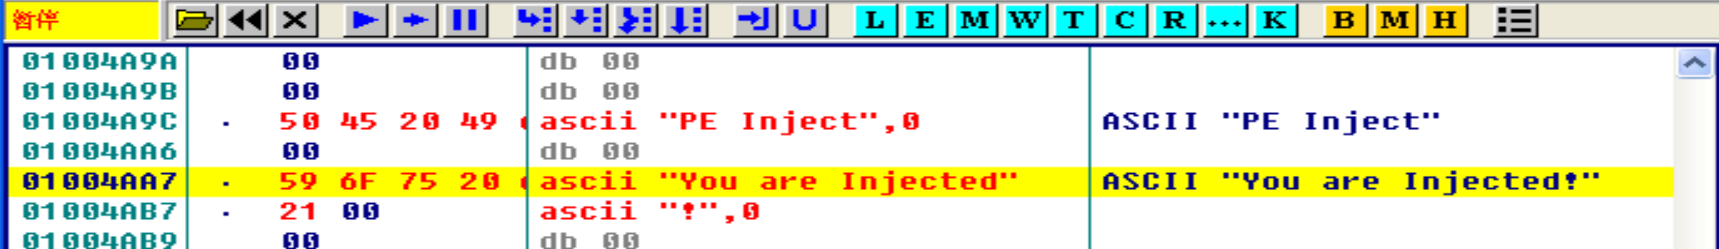 暂停 L E M W T C R ... K B M H
01004A9A 00 db 00
01004A9B 00 db 00
01004A9C . 50 45 20 49 ascii "PE Inject",0 ASCII "PE Inject"
01004AA6 00 db 00
01004AA7 . 59 6F 75 20 ascii "You are Injected" ASCII "You are Injected!"
01004AB7 . 21 00 ascii "!",0
01004AB9 00 db 00